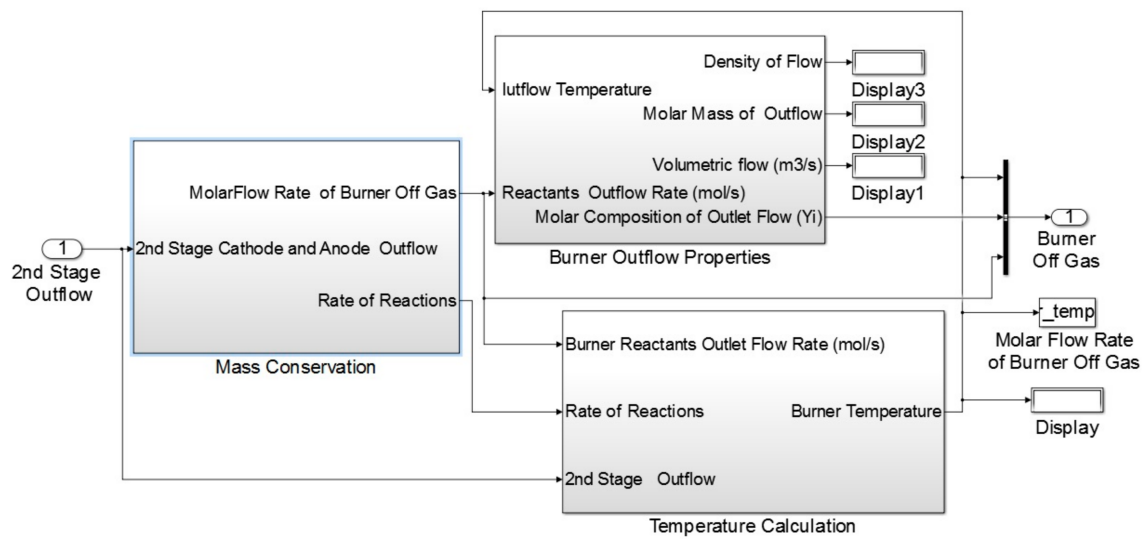 Density of Flow
Iutflow Temperature
Display3
Molar Mass of Outflow
Display2
Volumetric flow (m3/s)
MolarFlow Rate of Burner Off Gas
Reactants Outflow Rate (mol/s)
Display1
Molar Composition of Outlet Flow (Yi)
1
1
2nd Stage Cathode and Anode Outflow
Burner
Off Gas
Burner Outflow Properties
2nd Stage
Outflow
Rate of Reactions
r_temp
Molar Flow Rate
of Burner Off Gas
Burner Reactants Outlet Flow Rate (mol/s)
Mass Conservation
Rate of Reactions
Burner Temperature
Display
2nd Stage Outflow
Temperature Calculation